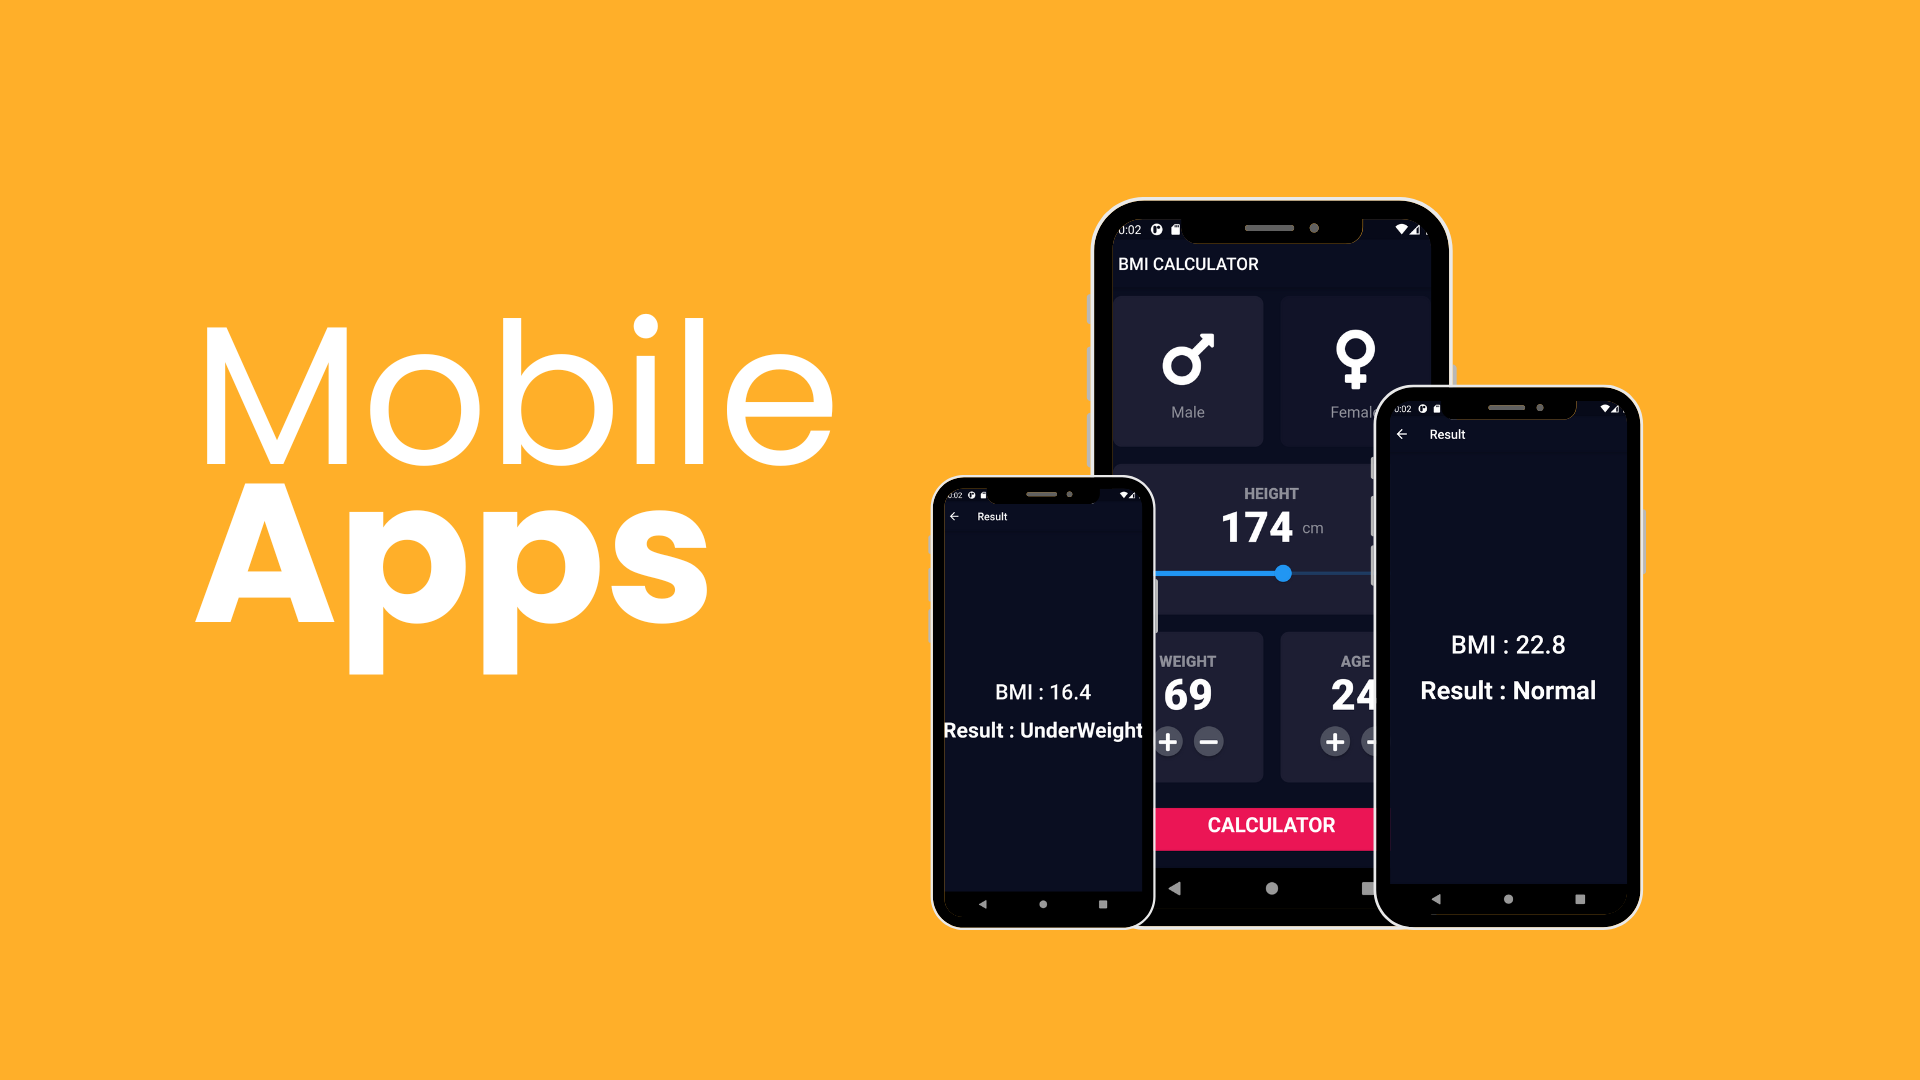 Mobile
Apps
0:02
BMI CALCULATOR
Male
Female
HEIGHT
174 cm
WEIGHT
69
AGE
24
CALCULATOR
0:02
Result
BMI : 16.4
Result : UnderWeight
0:02
Result
BMI : 22.8
Result : Normal